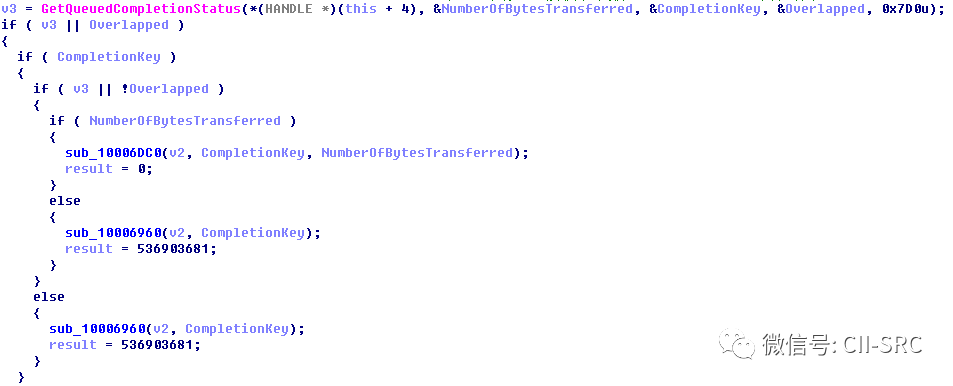 v3 = GetQueuedCompletionStatus(*(HANDLE *)(this + 4), &NumberOfBytesTransferred, &CompletionKey, &Overlapped, 0x7D0u);
if ( v3 || Overlapped )
{
  if ( CompletionKey )
  {
    if ( v3 || !Overlapped )
    {
      if ( NumberOfBytesTransferred )
      {
        sub_10006DC0(v2, CompletionKey, NumberOfBytesTransferred);
        result = 0;
      }
      else
      {
        sub_10006960(v2, CompletionKey);
        result = 536903681;
      }
    }
    else
    {
      sub_10006960(v2, CompletionKey);
      result = 536903681;
    }
  }
微信号: CII-SRC